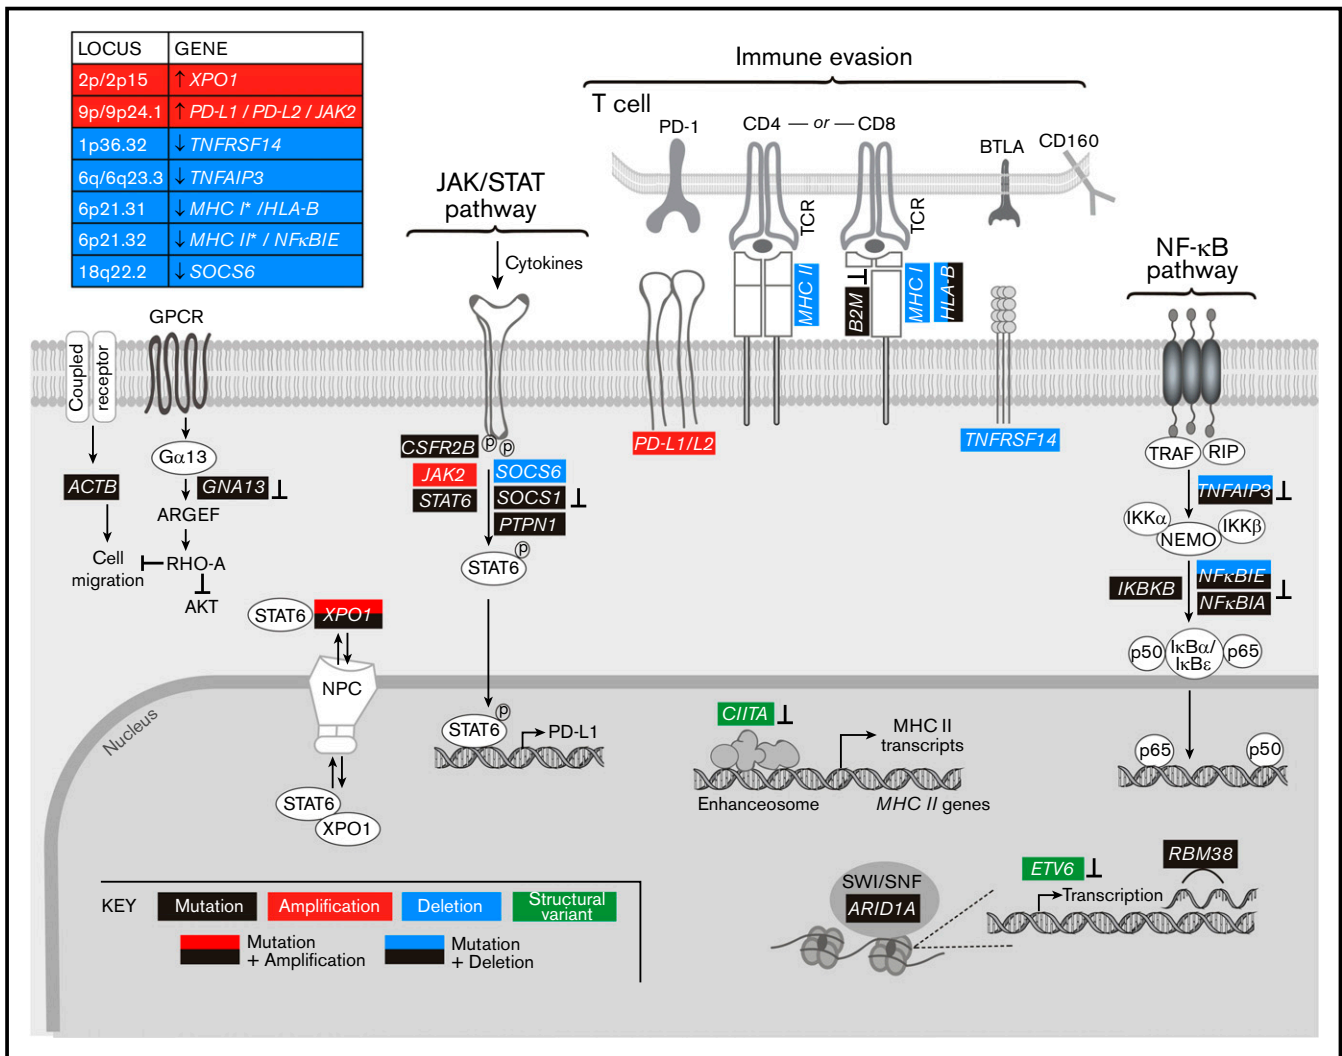 LOCUS GENE
2p/2p15 ↑ XPO1
9p/9p24.1 ↑ PD-L1 / PD-L2 / JAK2
1p36.32 ↓ TNFRSF14
6q/6q23.3 ↓ TNFAIP3
6p21.31 ↓ MHC I* /HLA-B
6p21.32 ↓ MHC II* / NFκBIE
18q22.2 ↓ SOCS6
Immune evasion
T cell
PD-1
CD4 — or — CD8
BTLA
CD160
TCR
TCR
MHC II
B2M
MHC I
HLA-B
PD-L1/L2
TNFRSF14
JAK/STAT
pathway
Cytokines
CSFR2B
p
p
JAK2
STAT6
SOCS6
SOCS1
PTPN1
p
STAT6
NF-κB
pathway
TRAF
RIP
TNFAIP3
IKKα
NEMO
IKKβ
IKBKB
NFκBIE
NFκBIA
p50
IκBα/
IκBε
p65
GPCR
Coupled
receptor
Gα13
ACTB
GNA13
ARGEF
Cell
migration
RHO-A
AKT
STAT6
XPO1
NPC
Nucleus
STAT6
XPO1
p
STAT6
PD-L1
CIITA
MHC II
transcripts
Enhanceosome
MHC II genes
p65
p50
SWI/SNF
ARID1A
ETV6
Transcription
RBM38
KEY
Mutation
Amplification
Deletion
Structural
variant
Mutation
+ Amplification
Mutation
+ Deletion